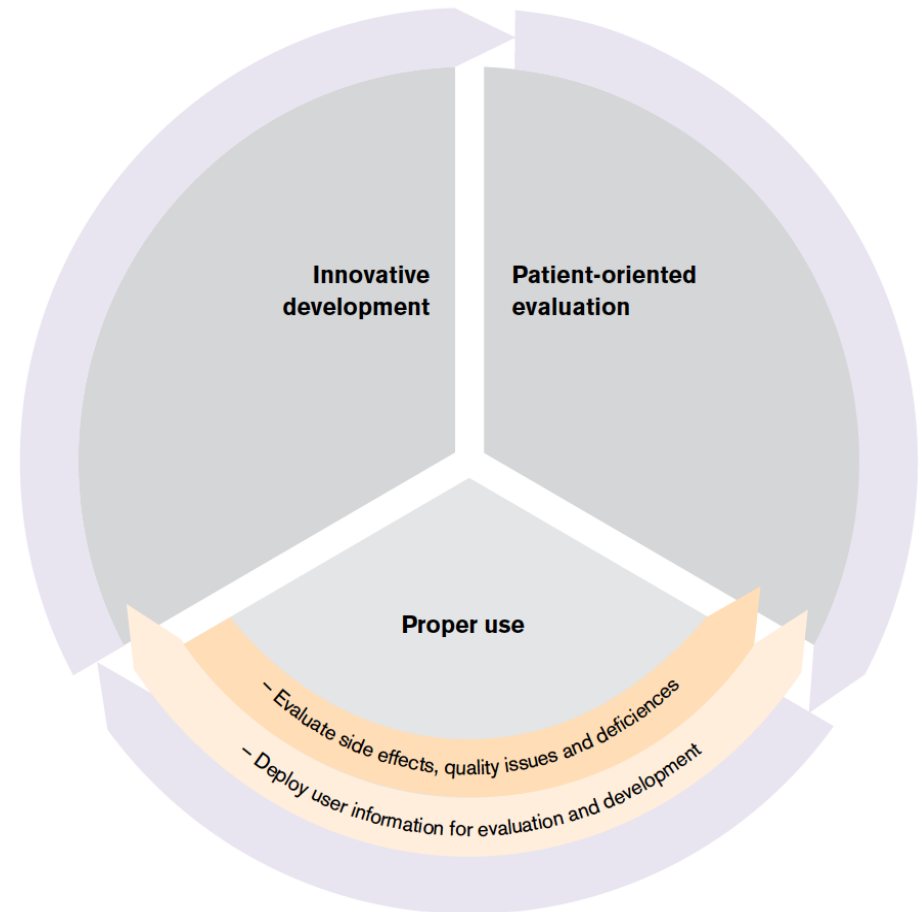 Innovative
development
Patient-oriented
evaluation
Proper use
– Evaluate side effects, quality issues and deficiences
– Deploy user information for evaluation and development